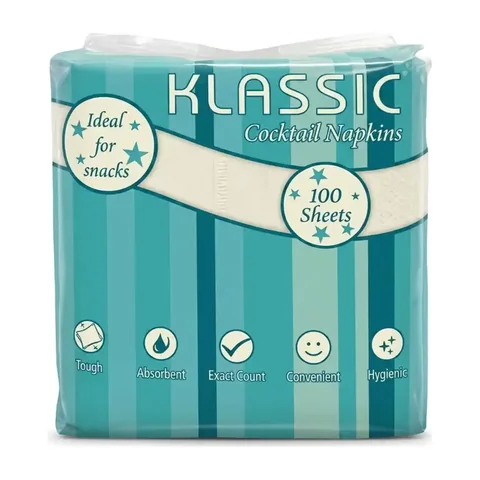 KLASSIC
Cocktail Napkins
Ideal
for
snacks
100
Sheets
Tough
Absorbent
Exact Count
Convenient
Hygienic